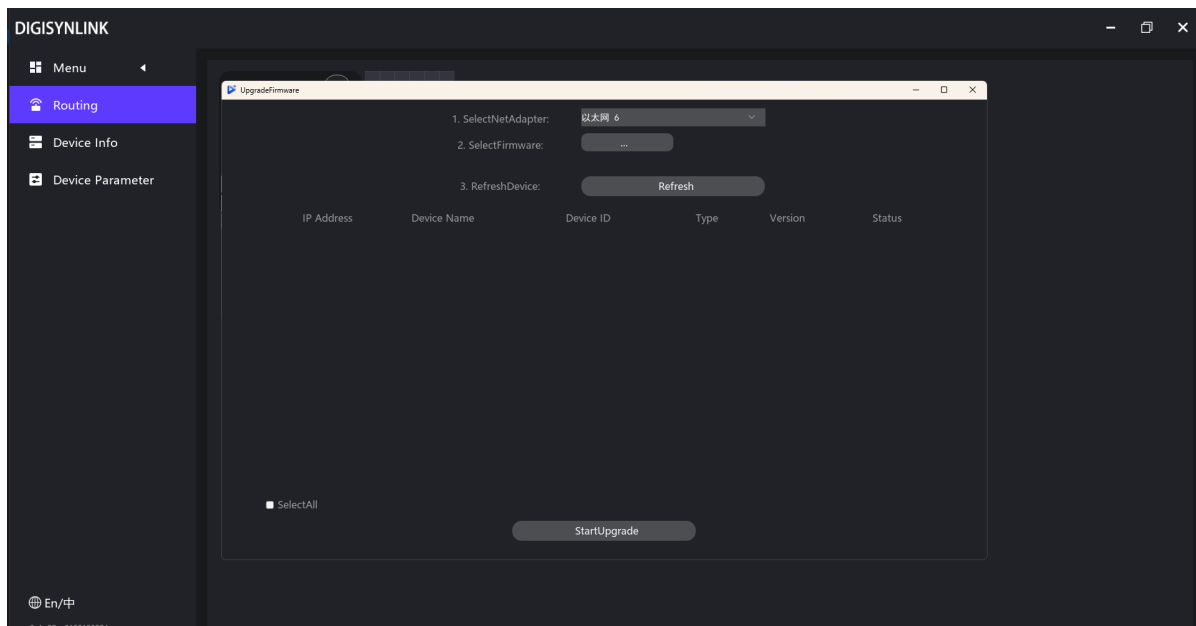 DIGISYNLINK
Menu
Routing
Device Info
Device Parameter
UpgradeFirmware
1. SelectNetAdapter: 以太网 6
2. SelectFirmware: ...
3. RefreshDevice: Refresh
IP Address Device Name Device ID Type Version Status
SelectAll
StartUpgrade
En/中